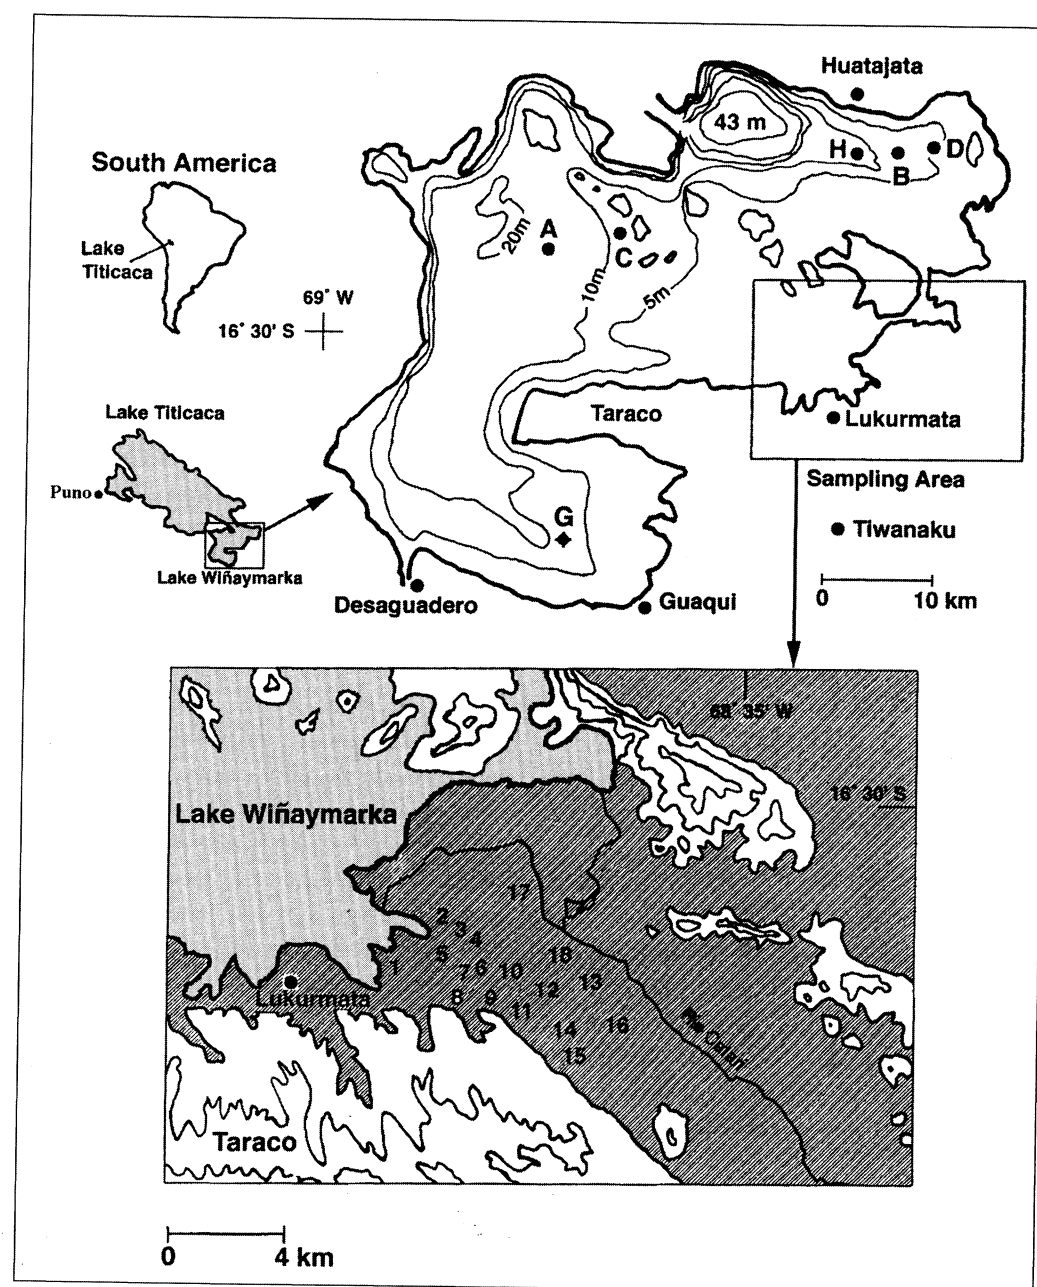 Huatajata
43 m
South America
H
B
D
Lake
Titicaca
20m
A
C
10m
5m
69° W
16° 30' S
Lake Titicaca
Puno
Lake Wiñaymarka
Taraco
Lukurmata
Sampling Area
Tiwanaku
G
Desaguadero
Guaqui
0 10 km
68° 35' W
16° 30' S
Lake Wiñaymarka
17
2
3
4
5
18
1
7 6 10
13
12
8 9
11
Lukurmata
14
16
15
Rio Catari
Taraco
0 4 km